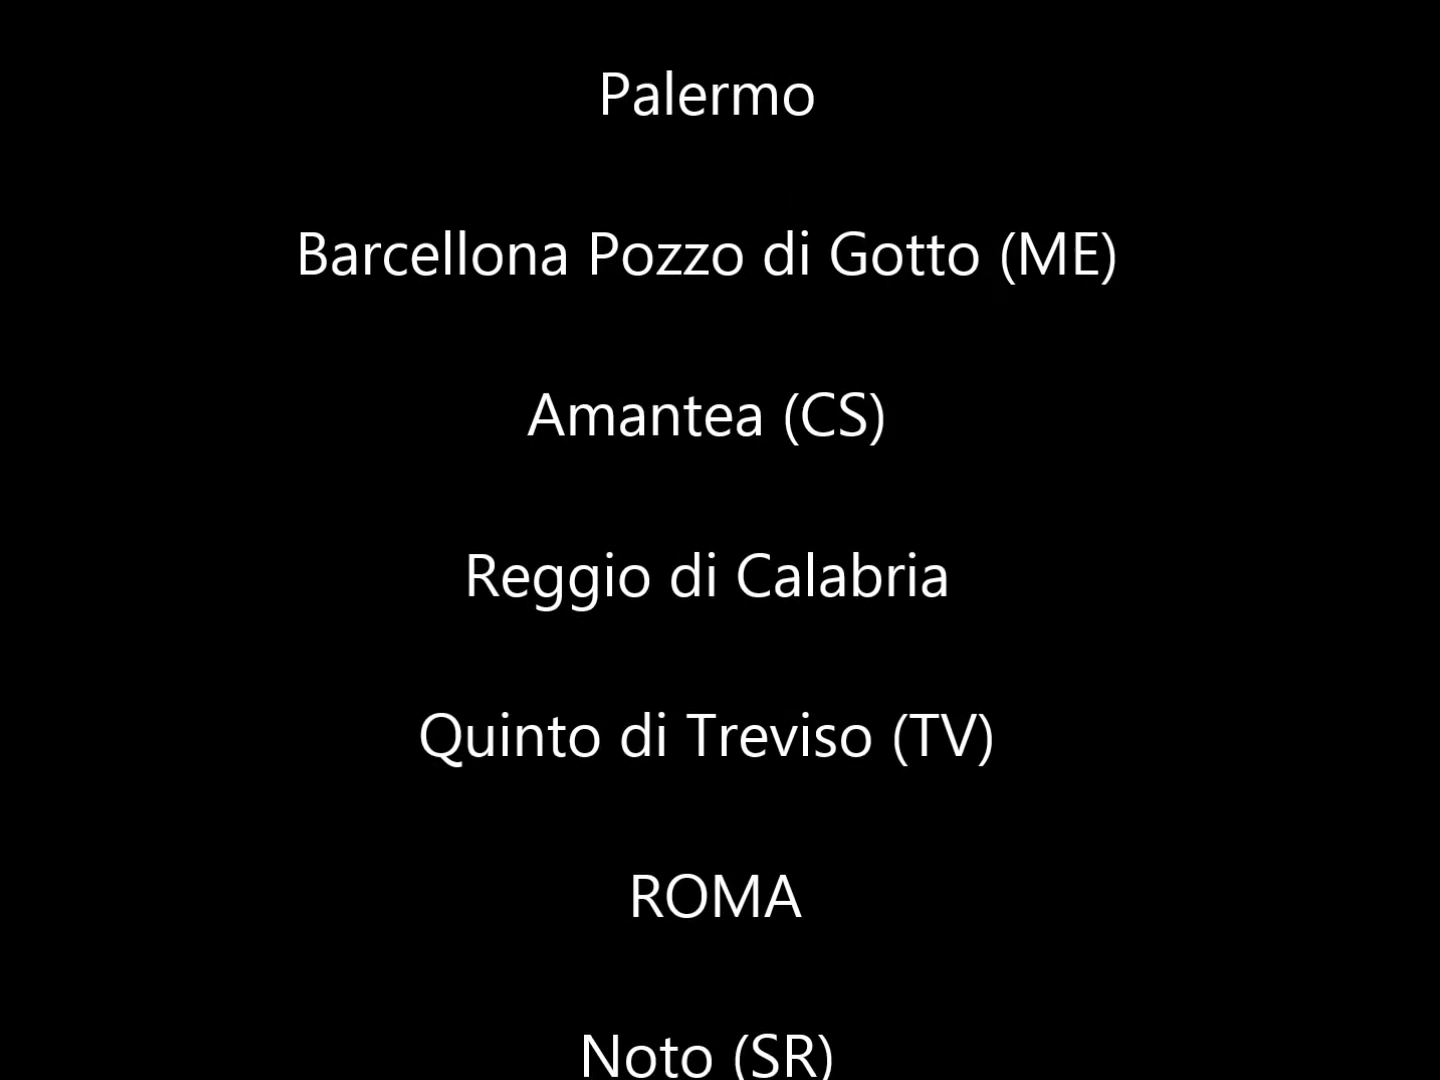 Palermo
Barcellona Pozzo di Gotto (ME)
Amantea (CS)
Reggio di Calabria
Quinto di Treviso (TV)
ROMA
Noto (SR)